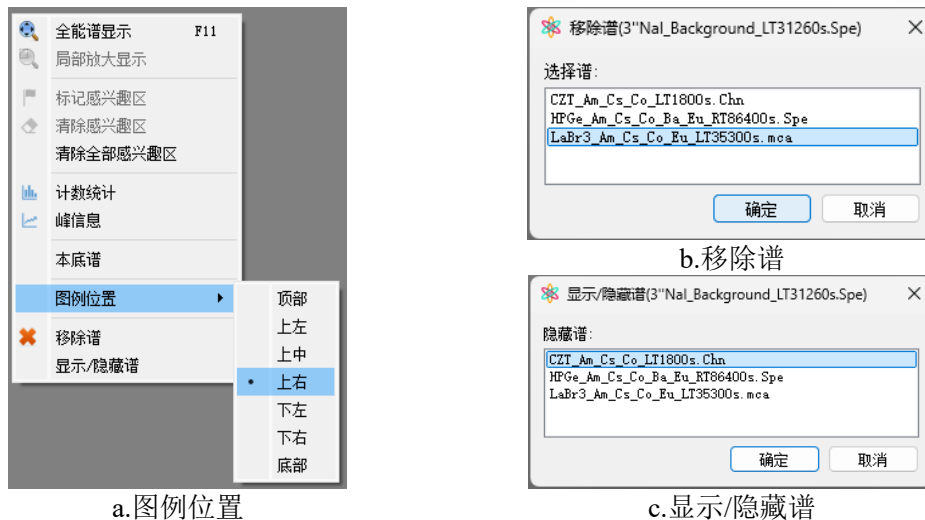 全能谱显示 F11
局部放大显示
标记感兴趣区
清除感兴趣区
清除全部感兴趣区
计数统计
峰信息
本底谱
图例位置
移除谱
显示/隐藏谱
顶部
上左
上中
上右
下左
下右
底部
a.图例位置
移除谱(3"NaI_Background_LT31260s.Spe)
选择谱:
CZT_Am_Cs_Co_LT1800s.Chn
HPGe_Am_Cs_Co_Ba_Eu_RT86400s.Spe
LaBr3_Am_Cs_Co_Eu_LT35300s.mca
确定 取消
b.移除谱
显示/隐藏谱(3"NaI_Background_LT31260s.Spe)
隐藏谱:
CZT_Am_Cs_Co_LT1800s.Chn
HPGe_Am_Cs_Co_Ba_Eu_RT86400s.Spe
LaBr3_Am_Cs_Co_Eu_LT35300s.mca
确定 取消
c.显示/隐藏谱